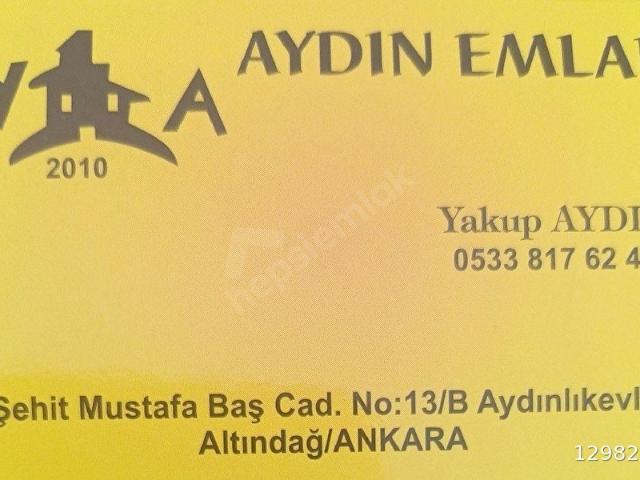 AYDIN EMLA
A
2010
Yakup AYDI
0533 817 62 4
hepsiemlak
Şehit Mustafa Baş Cad. No:13/B Aydınlıkevl
Altındağ/ANKARA
12982